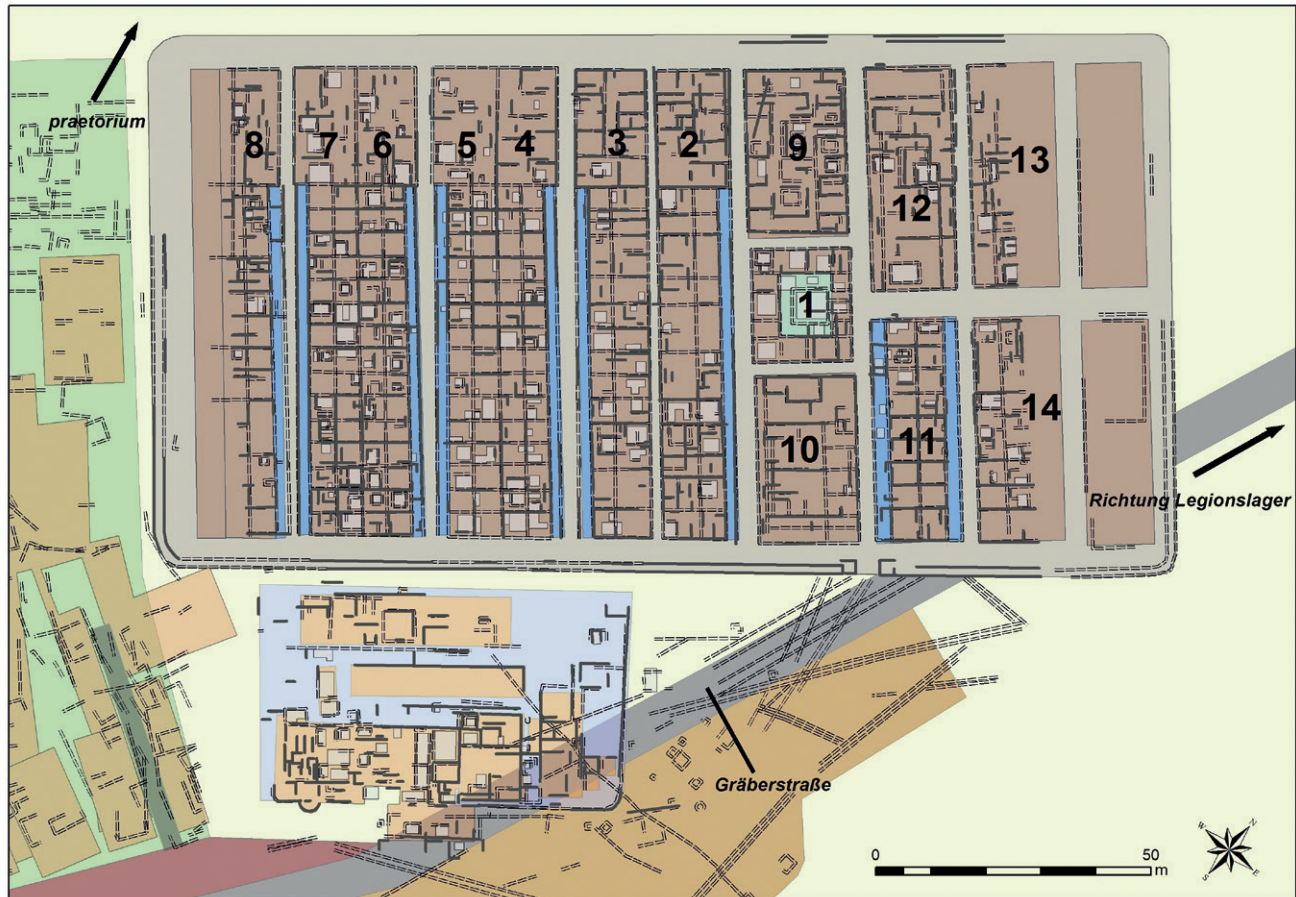 praetorium
8 7 6 5 4 3 2 9 12 13
1
10 11 14
Richtung Legionslager
Gräberstraße
W N
S E
0 50
m